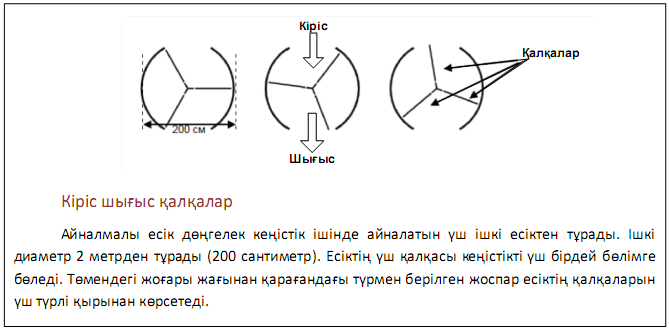 Кіріс
Қалқалар
200 см
Шығыс
Кіріс шығыс қалқалар
Айналмалы есік дөңгелек кеңістік ішінде айналатын үш ішкі есіктен тұрады. Ішкі
диаметр 2 метрден тұрады (200 сантиметр). Есіктің үш қалқасы кеңістікті үш бірдей бөлімге
бөледі. Төмендегі жоғары жағынан қарағандағы түрмен берілген жоспар есіктің қалқаларын
үш түрлі қырынан көрсетеді.